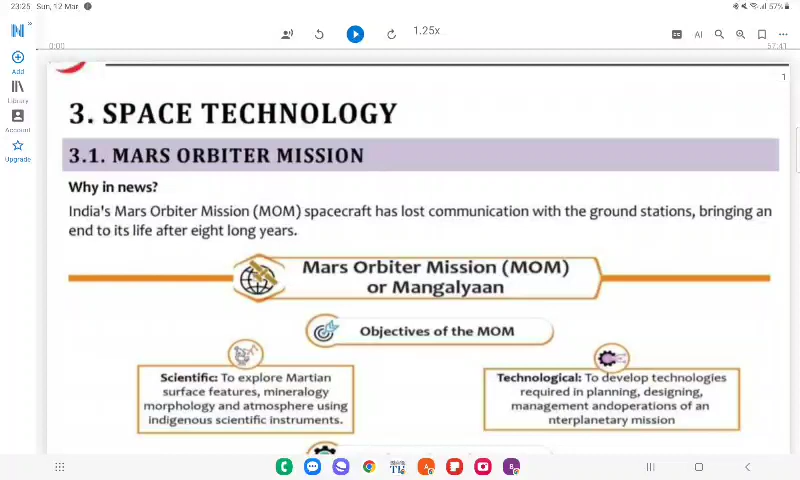 23:25 Sun, 12 Mar
57%
N »
1.25x
AI
0:00
57:41
Add
Library
Account
Upgrade
1
3. SPACE TECHNOLOGY
3.1. MARS ORBITER MISSION
Why in news?
India's Mars Orbiter Mission (MOM) spacecraft has lost communication with the ground stations, bringing an
end to its life after eight long years.
Mars Orbiter Mission (MOM)
or Mangalyaan
Objectives of the MOM
Scientific: To explore Martian
surface features, mineralogy
morphology and atmosphere using
indigenous scientific instruments.
Technological: To develop technologies
required in planning, designing,
management andoperations of an
nterplanetary mission